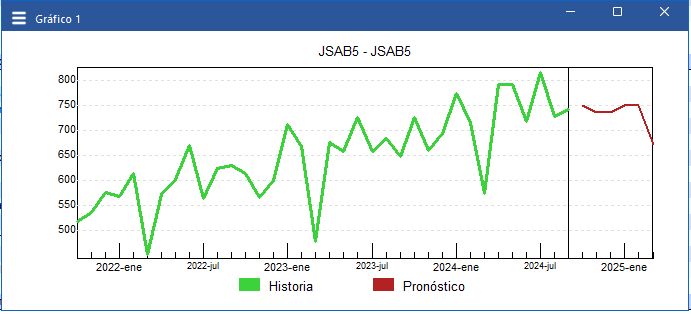 Gráfico 1
JSAB5 - JSAB5
800
750
700
650
600
550
500
2022-ene 2022-jul 2023-ene 2023-jul 2024-ene 2024-jul 2025-ene
Historia Pronóstico